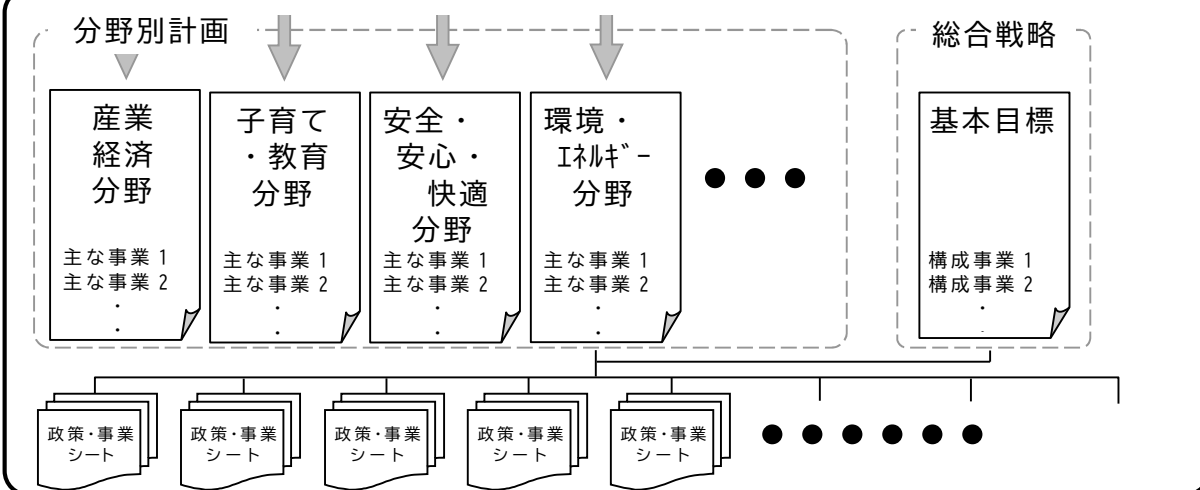 分野別計画
総合戦略
産業
経済
分野
主な事業1
主な事業2
・
・
子育て
・教育
分野
主な事業1
主な事業2
・
・
安全・
安心・
快適
分野
主な事業1
主な事業2
・
・
環境・
ｴﾈﾙｷﾞｰ
分野
主な事業1
主な事業2
・
・
●●●
基本目標
構成事業1
構成事業2
・
・
政策・事業
シート
政策・事業
シート
政策・事業
シート
政策・事業
シート
政策・事業
シート
●●●●●●